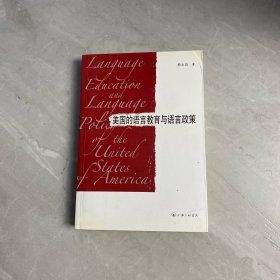 Language
Education
and
Language
of the
United
States
of America
美国的语言教育与语言政策
著